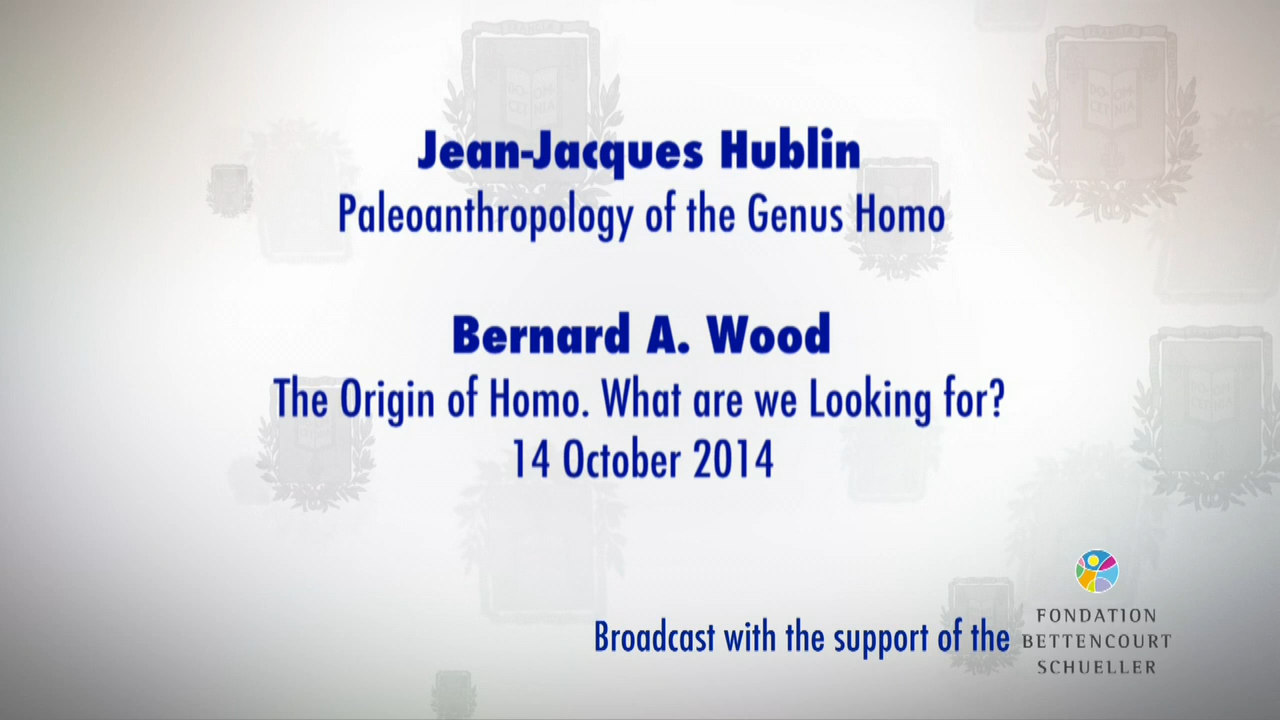 Jean-Jacques Hublin
Paleoanthropology of the Genus Homo
Bernard A. Wood
The Origin of Homo. What are we Looking for?
14 October 2014
Broadcast with the support of the
FONDATION
BETTENCOURT
SCHUELLER